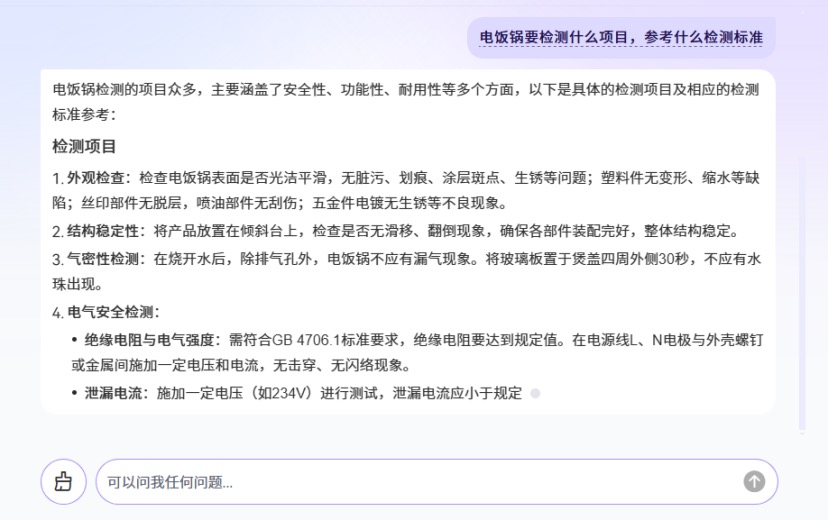 电饭锅要检测什么项目，参考什么检测标准
电饭锅检测的项目众多，主要涵盖了安全性、功能性、耐用性等多个方面，以下是具体的检测项目及相应的检测
标准参考：
检测项目
1. 外观检查：检查电饭锅表面是否光洁平滑，无脏污、划痕、涂层斑点、生锈等问题；塑料件无变形、缩水等缺
陷；丝印部件无脱层，喷油部件无刮伤；五金件电镀无生锈等不良现象。
2. 结构稳定性：将产品放置在倾斜台上，检查是否无滑移、翻倒现象，确保各部件装配完好，整体结构稳定。
3. 气密性检测：在烧开水后，除排气孔外，电饭锅不应有漏气现象。将玻璃板置于煲盖四周外侧30秒，不应有水
珠出现。
4. 电气安全检测：
• 绝缘电阻与电气强度：需符合GB 4706.1标准要求，绝缘电阻要达到规定值。在电源线L、N电极与外壳螺钉
或金属间施加一定电压和电流，无击穿、无闪络现象。
• 泄漏电流：施加一定电压（如234V）进行测试，泄漏电流应小于规定
可以问我任何问题...